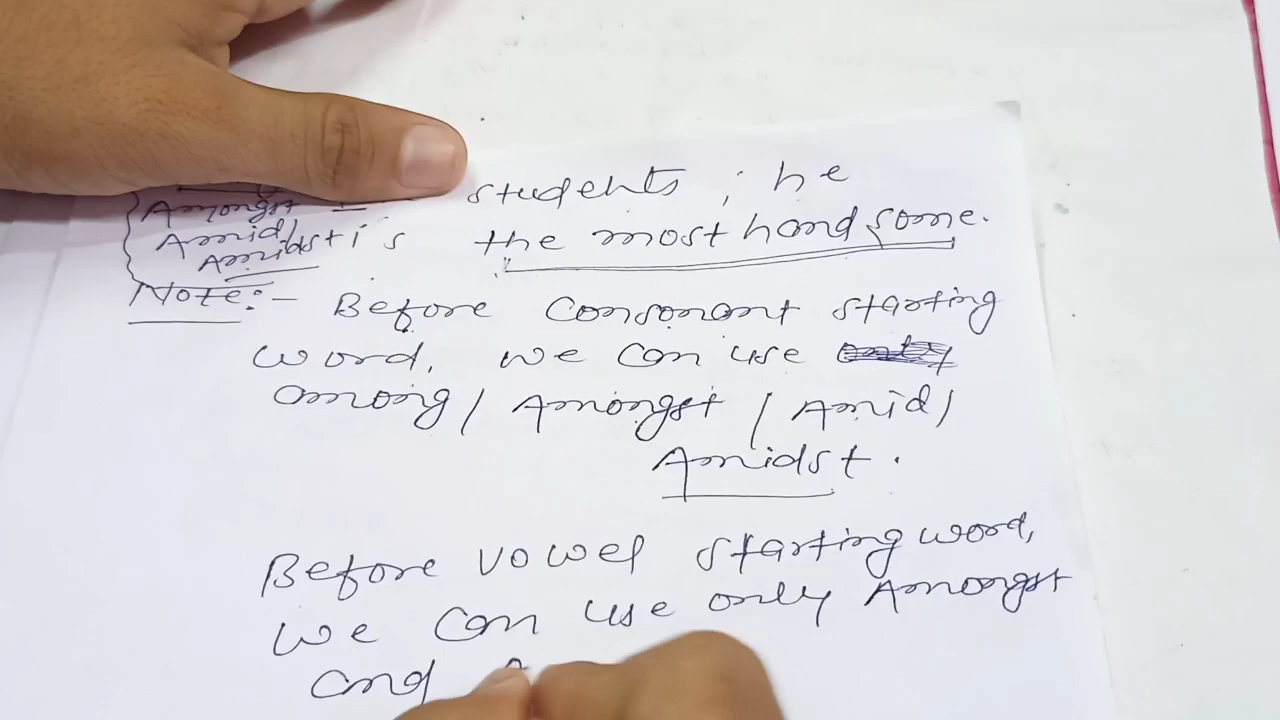 students, he
Amongst
Amid/
Amidst
is the most handsome.
Note:- Before consonant starting
word, we can use
among/ Amongst / Amid/
Amidst.
Before vowel starting word,
we can use only Amongst
and